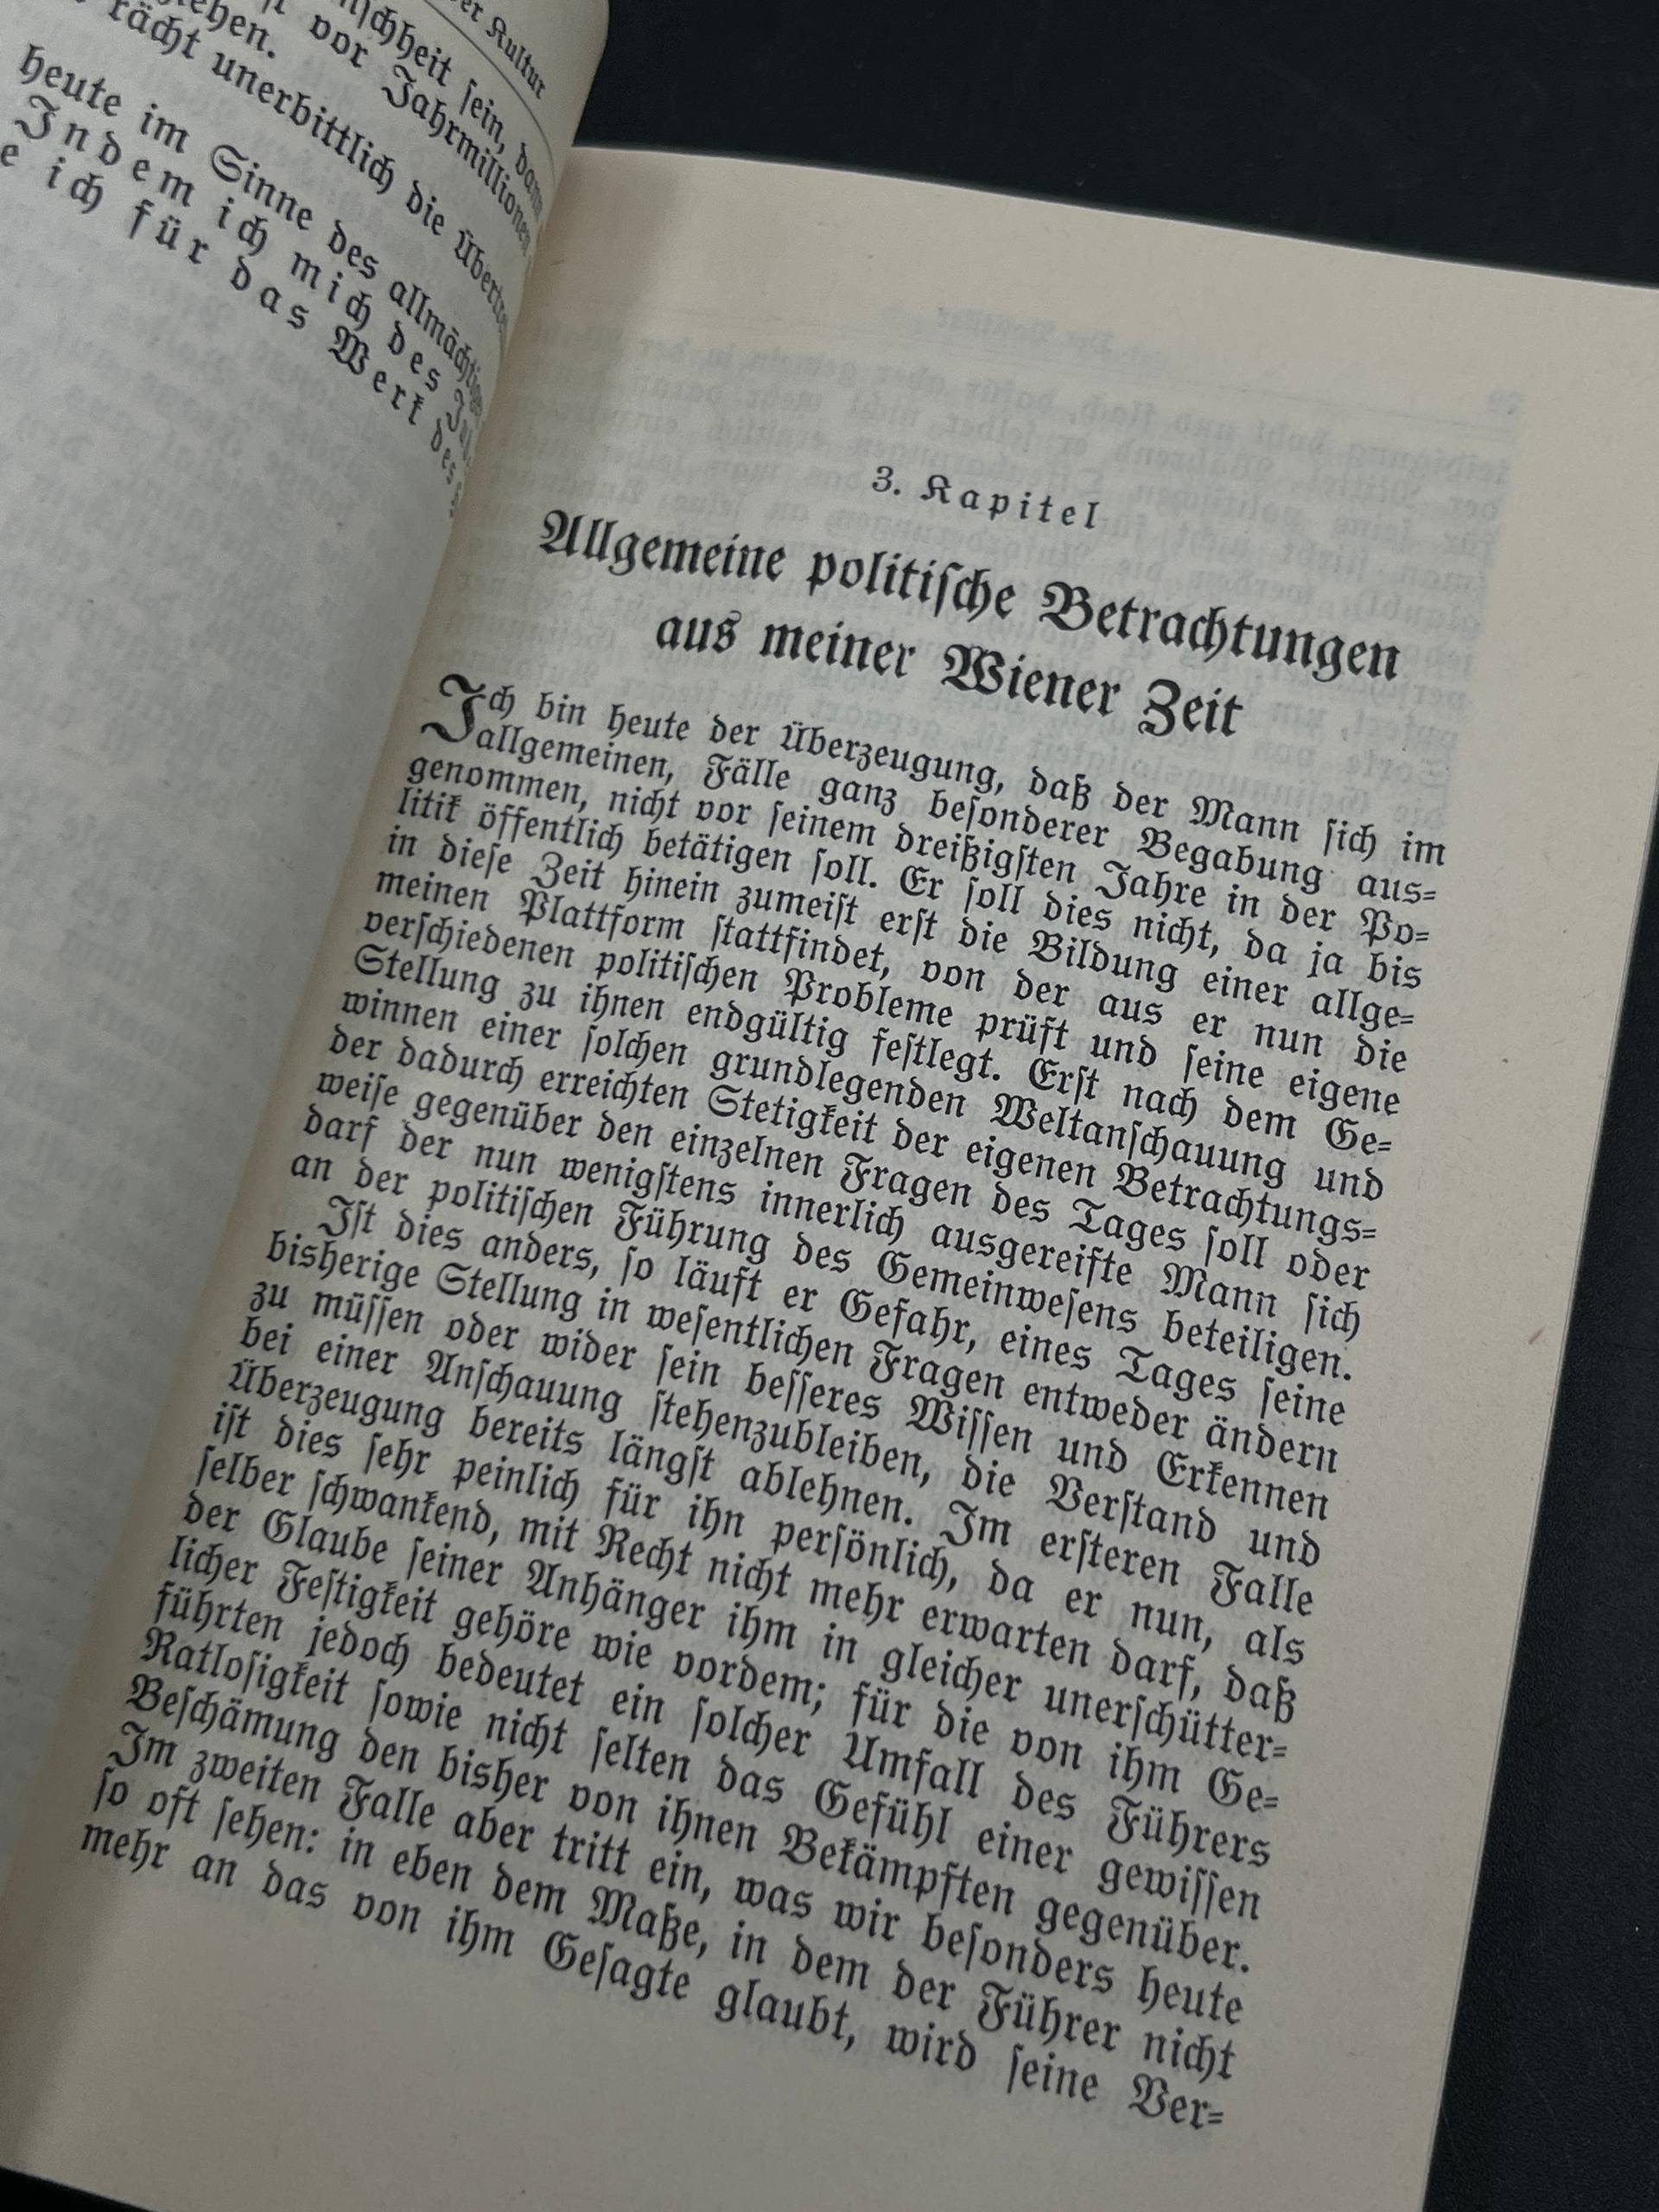 er Kultur
schheit sein, dann
vor Jahrmillionen
rächt unerbittlich die
heute im Sinne des
Indem ich mich des
e ich für das Werk des
3. Kapitel
Allgemeine politische Betrachtungen
aus meiner Wiener Zeit
Ich bin heute der Überzeugung, daß der Mann sich im
allgemeinen, Fälle ganz besonderer Begabung aus=
genommen, nicht vor seinem dreißigsten Jahre in der Po=
litik öffentlich betätigen soll. Er soll dies nicht, da ja bis
in diese Zeit hinein zumeist erst die Bildung einer allge=
meinen Plattform stattfindet, von der aus er nun die
verschiedenen politischen Probleme prüft und seine eigene
Stellung zu ihnen endgültig festlegt. Erst nach dem Ge=
winnen einer solchen grundlegenden Weltanschauung und
der dadurch erreichten Stetigkeit der eigenen Betrachtungs=
weise gegenüber den einzelnen Fragen des Tages soll oder
darf der nun wenigstens innerlich ausgereifte Mann sich
an der politischen Führung des Gemeinwesens beteiligen.
Ist dies anders, so läuft er Gefahr, eines Tages seine
bisherige Stellung in wesentlichen Fragen entweder ändern
zu müssen oder wider sein besseres Wissen und Erkennen
bei einer Anschauung stehenzubleiben, die Verstand und
Überzeugung bereits längst ablehnen. Im ersteren Falle
ist dies sehr peinlich für ihn persönlich, da er nun, als
selber schwankend, mit Recht nicht mehr erwarten darf, daß
der Glaube seiner Anhänger ihm in gleicher unerschütter=
licher Festigkeit gehöre wie vordem; für die von ihm Ge=
führten jedoch bedeutet ein solcher Umfall des Führers
Ratlosigkeit sowie nicht selten das Gefühl einer gewissen
Beschämung den bisher von ihnen Bekämpften gegenüber.
Im zweiten Falle aber tritt ein, was wir besonders heute
so oft sehen: in eben dem Maße, in dem der Führer nicht
mehr an das von ihm Gesagte glaubt, wird seine Ver=